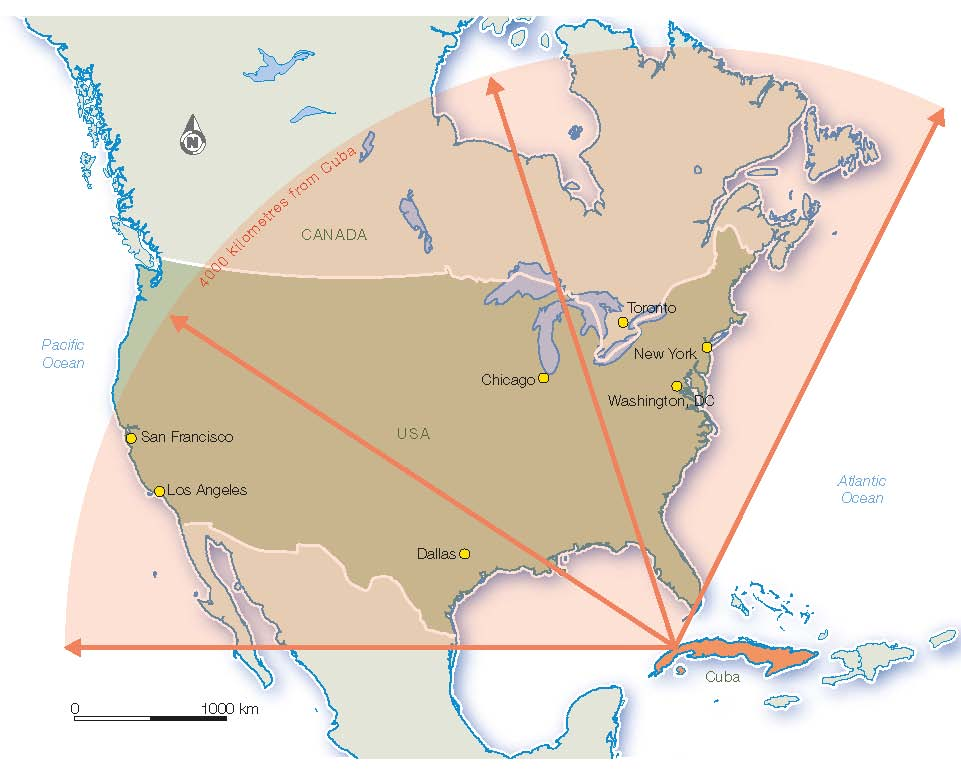 N
4000 kilometres from Cuba
CANADA
Toronto
Pacific
Ocean
New York
Chicago
Washington, DC
USA
San Francisco
Los Angeles
Atlantic
Ocean
Dallas
Cuba
0 1000 km